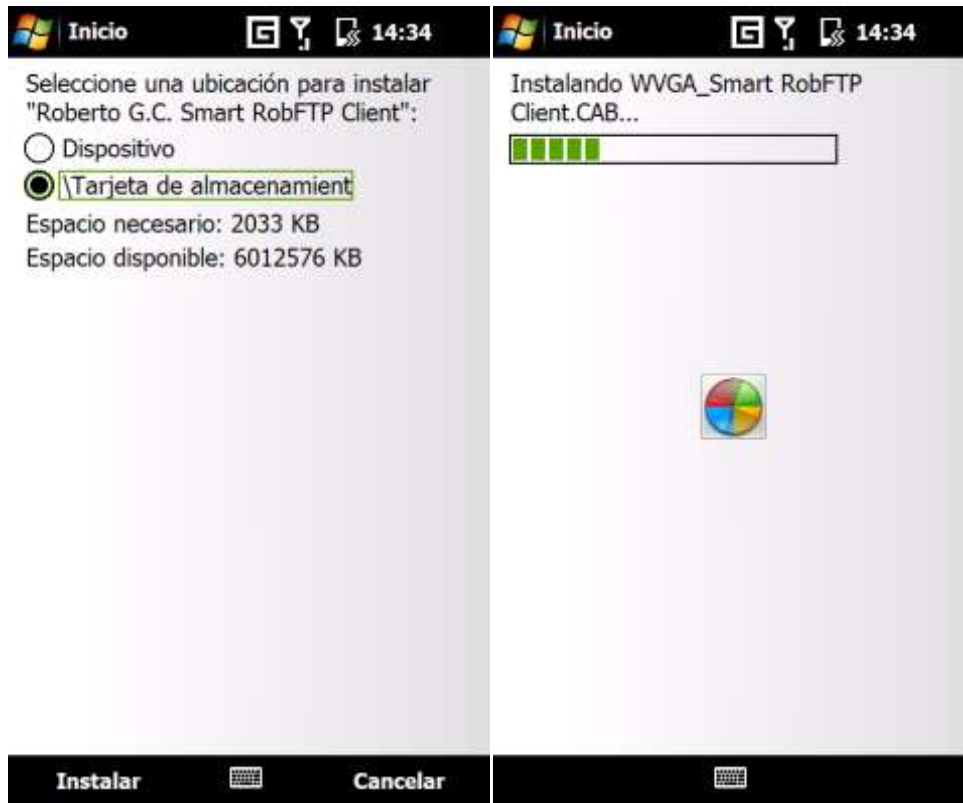 Inicio
14:34
Seleccione una ubicación para instalar
"Roberto G.C. Smart RobFTP Client":
Dispositivo
\Tarjeta de almacenamient
Espacio necesario: 2033 KB
Espacio disponible: 6012576 KB
Instalar
Cancelar
Inicio
14:34
Instalando WVGA_Smart RobFTP
Client.CAB...